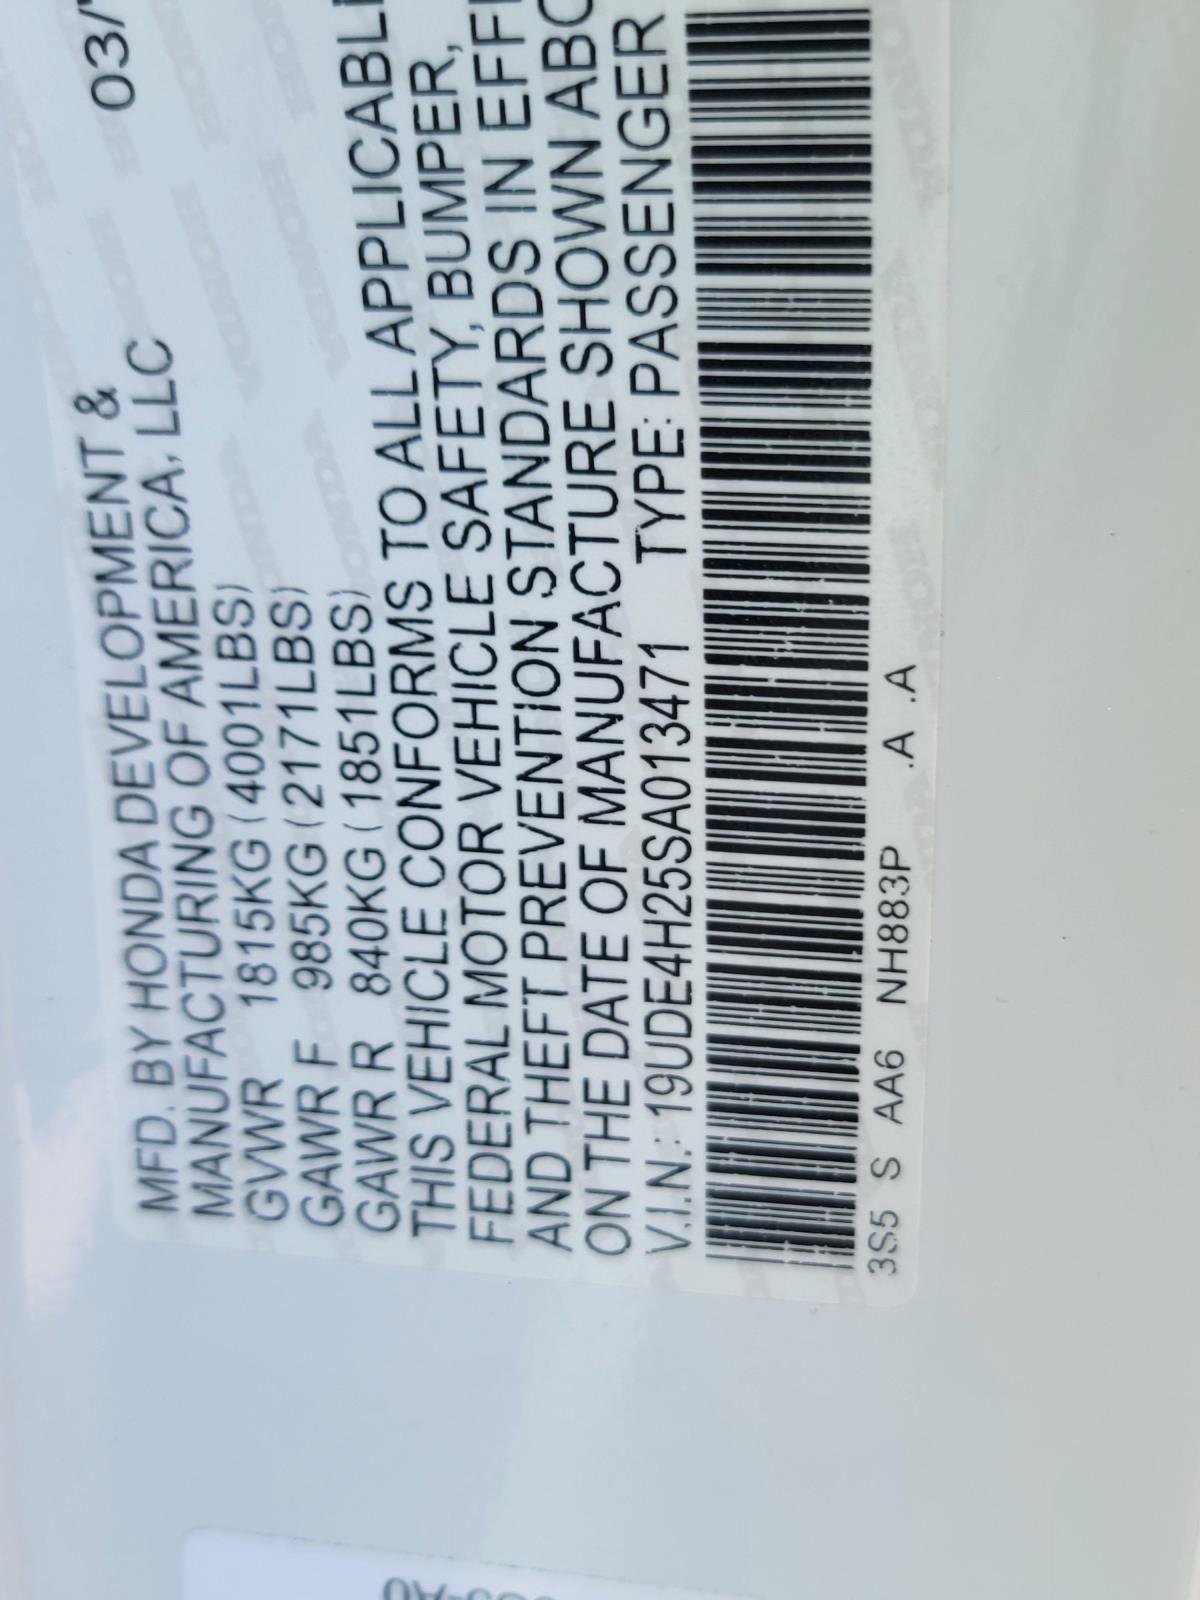 03/
MFD. BY HONDA DEVELOPMENT &
MANUFACTURING OF AMERICA, LLC
GVWR 1815KG (4001LBS)
GAWR F 985KG (2171LBS)
GAWR R 840KG (1851LBS)
THIS VEHICLE CONFORMS TO ALL APPLICABL
FEDERAL MOTOR VEHICLE SAFETY, BUMPER,
AND THEFT PREVENTION STANDARDS IN EFF
ON THE DATE OF MANUFACTURE SHOWN ABO
V.I.N.: 19UDE4H25SA013471 TYPE: PASSENGER
3S5 S AA6 NH883P .A .A